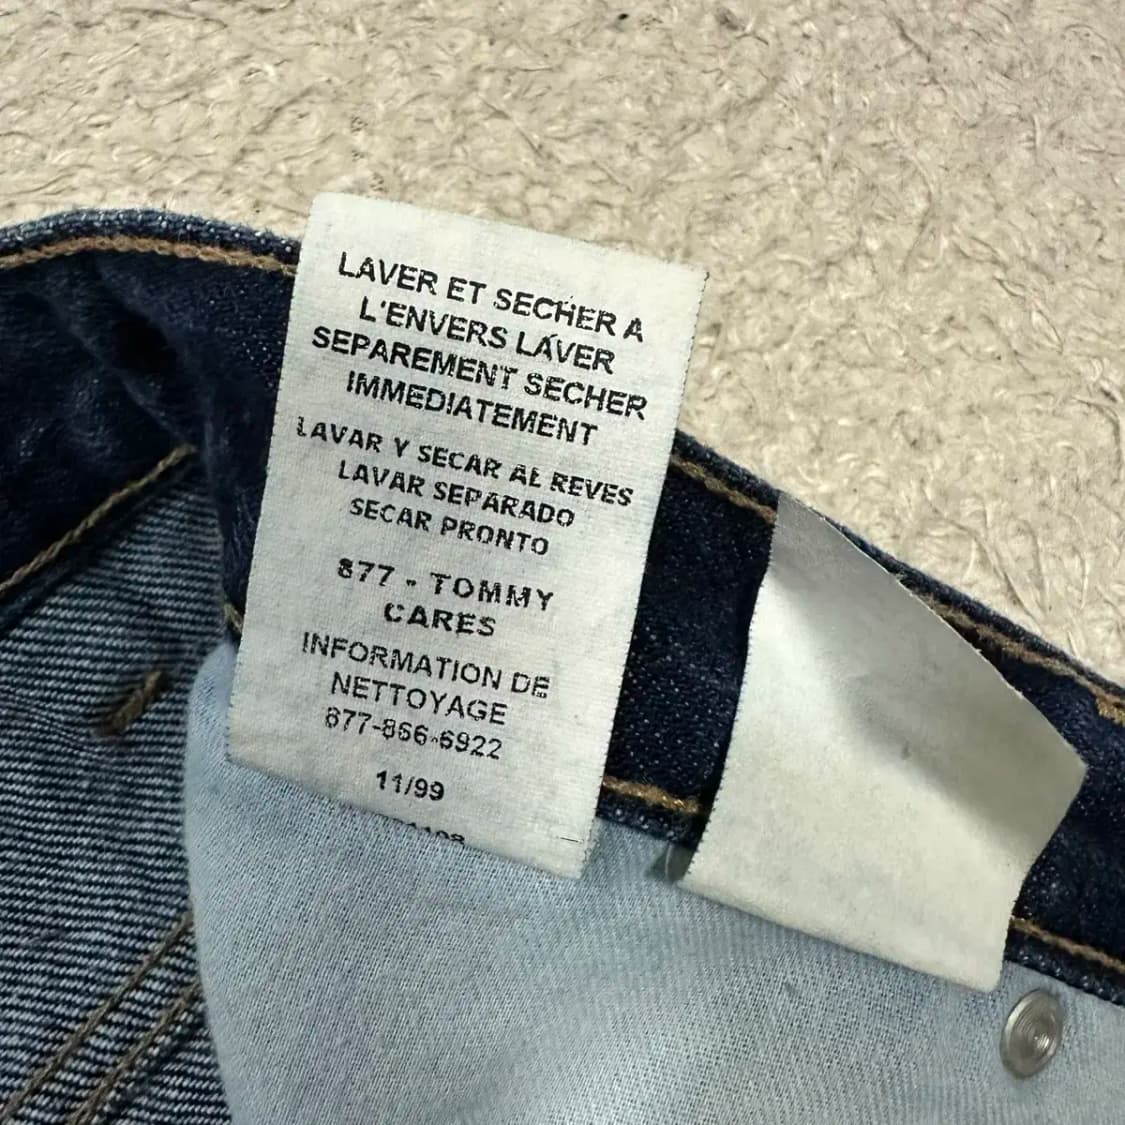 LAVER ET SECHER A
L'ENVERS LAVER
SEPAREMENT SECHER
IMMEDIATEMENT
LAVAR Y SECAR AL REVES
LAVAR SEPARADO
SECAR PRONTO
877 - TOMMY
CARES
INFORMATION DE
NETTOYAGE
877-866-6922
11/99